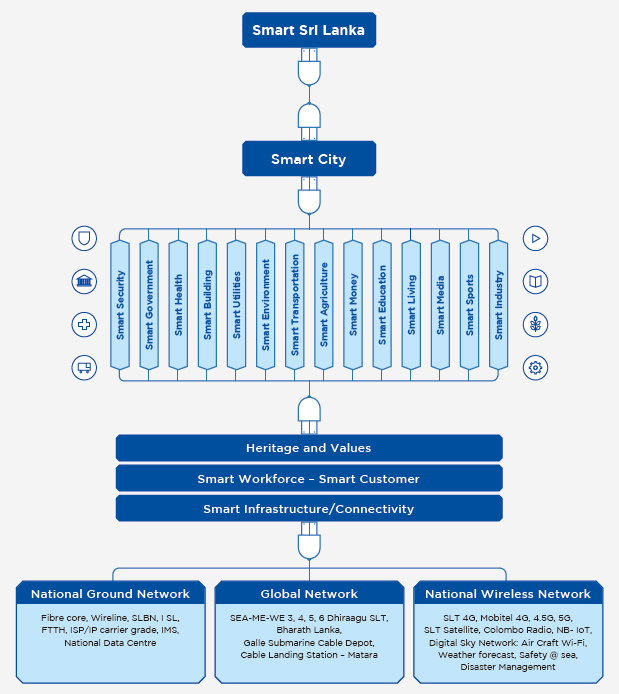 Smart Sri Lanka
Smart City
Smart Security
Smart Government
Smart Health
Smart Building
Smart Utilities
Smart Environment
Smart Transportation
Smart Agriculture
Smart Money
Smart Education
Smart Living
Smart Media
Smart Sports
Smart Industry
Heritage and Values
Smart Workforce – Smart Customer
Smart Infrastructure/Connectivity
National Ground Network
Fibre core, Wireline, SLBN, I SL,
FTTH, ISP/IP carrier grade, IMS,
National Data Centre
Global Network
SEA-ME-WE 3, 4, 5, 6 Dhiraagu SLT,
Bharath Lanka,
Galle Submarine Cable Depot,
Cable Landing Station – Matara
National Wireless Network
SLT 4G, Mobitel 4G, 4.5G, 5G,
SLT Satellite, Colombo Radio, NB- IoT,
Digital Sky Network: Air Craft Wi-Fi,
Weather forecast, Safety @ sea,
Disaster Management